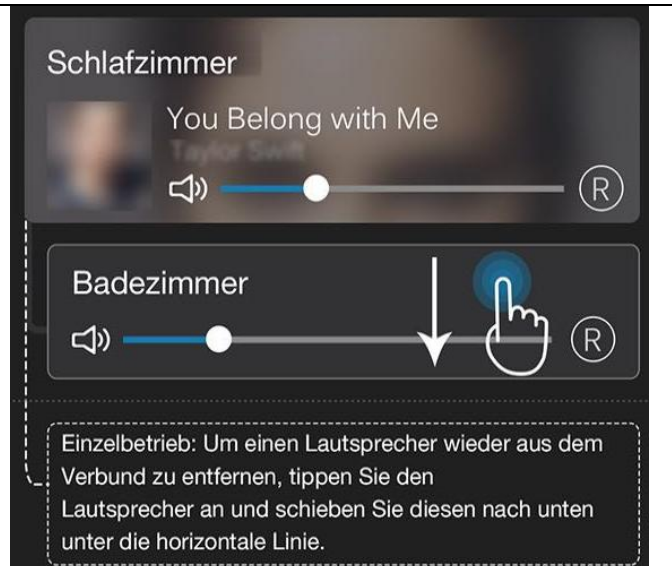 Schlafzimmer
You Belong with Me
Taylor Swift
R
Badezimmer
R
Einzelbetrieb: Um einen Lautsprecher wieder aus dem
Verbund zu entfernen, tippen Sie den
Lautsprecher an und schieben Sie diesen nach unten
unter die horizontale Linie.